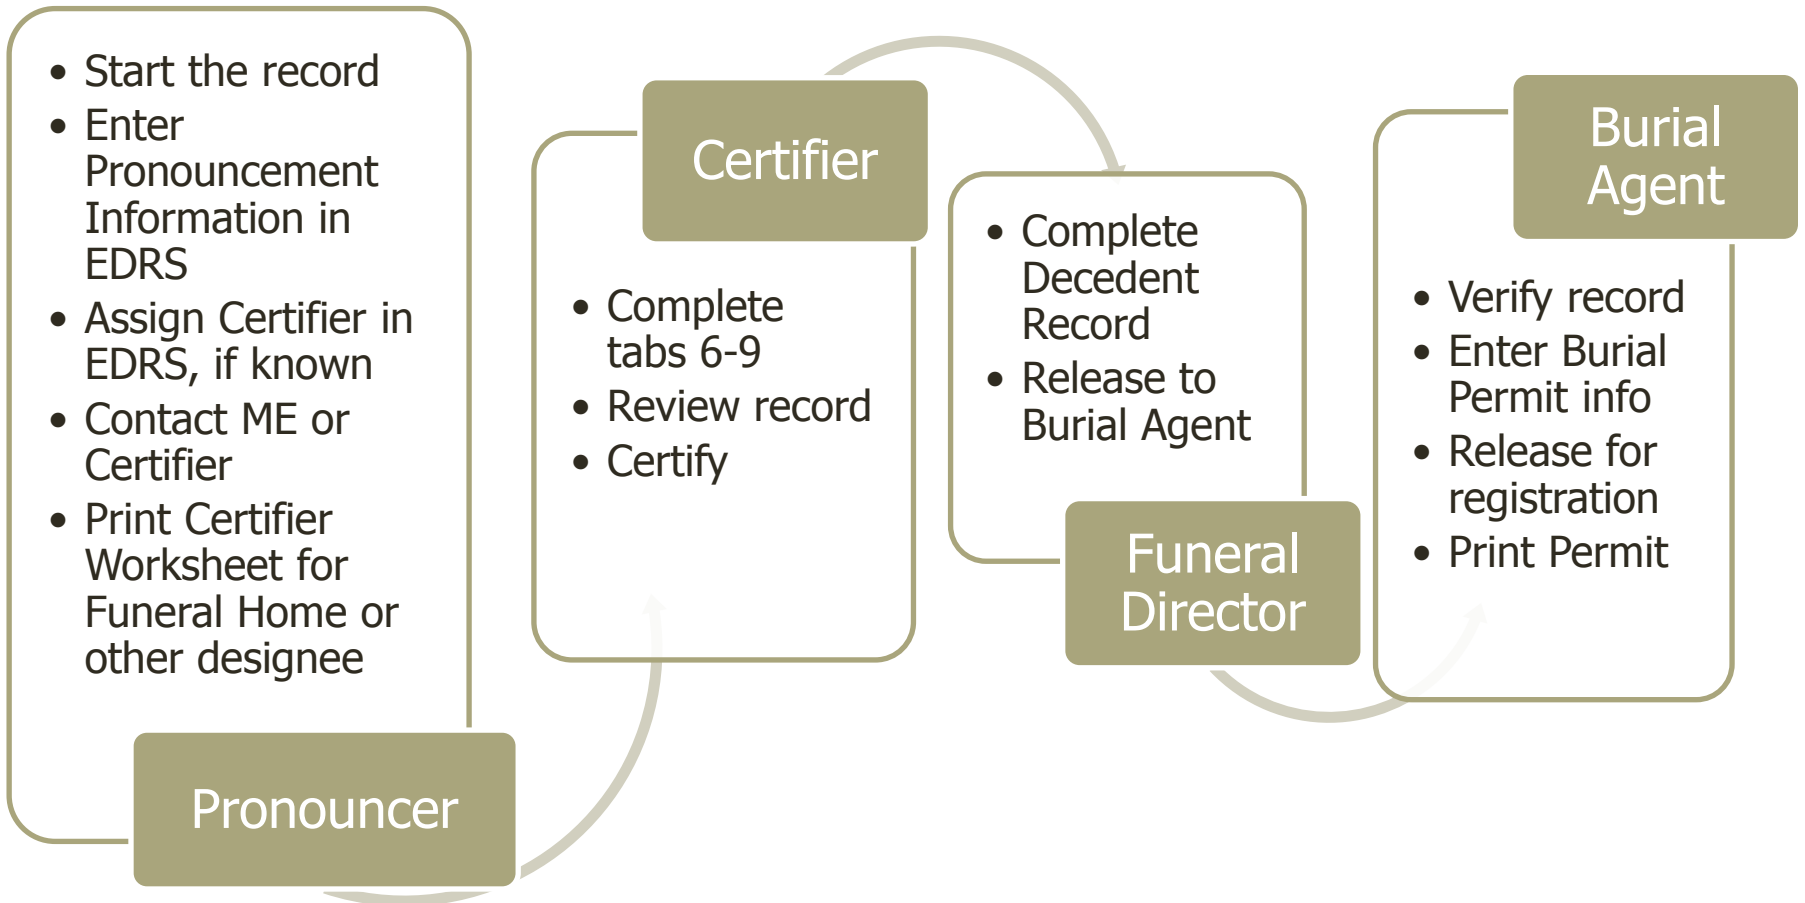 • Start the record
• Enter
Pronouncement
Information in
EDRS
• Assign Certifier in
EDRS, if known
• Contact ME or
Certifier
• Print Certifier
Worksheet for
Funeral Home or
other designee
Pronouncer
Certifier
• Complete
tabs 6-9
• Review record
• Certify
• Complete
Decedent
Record
• Release to
Burial Agent
Funeral
Director
Burial
Agent
• Verify record
• Enter Burial
Permit info
• Release for
registration
• Print Permit